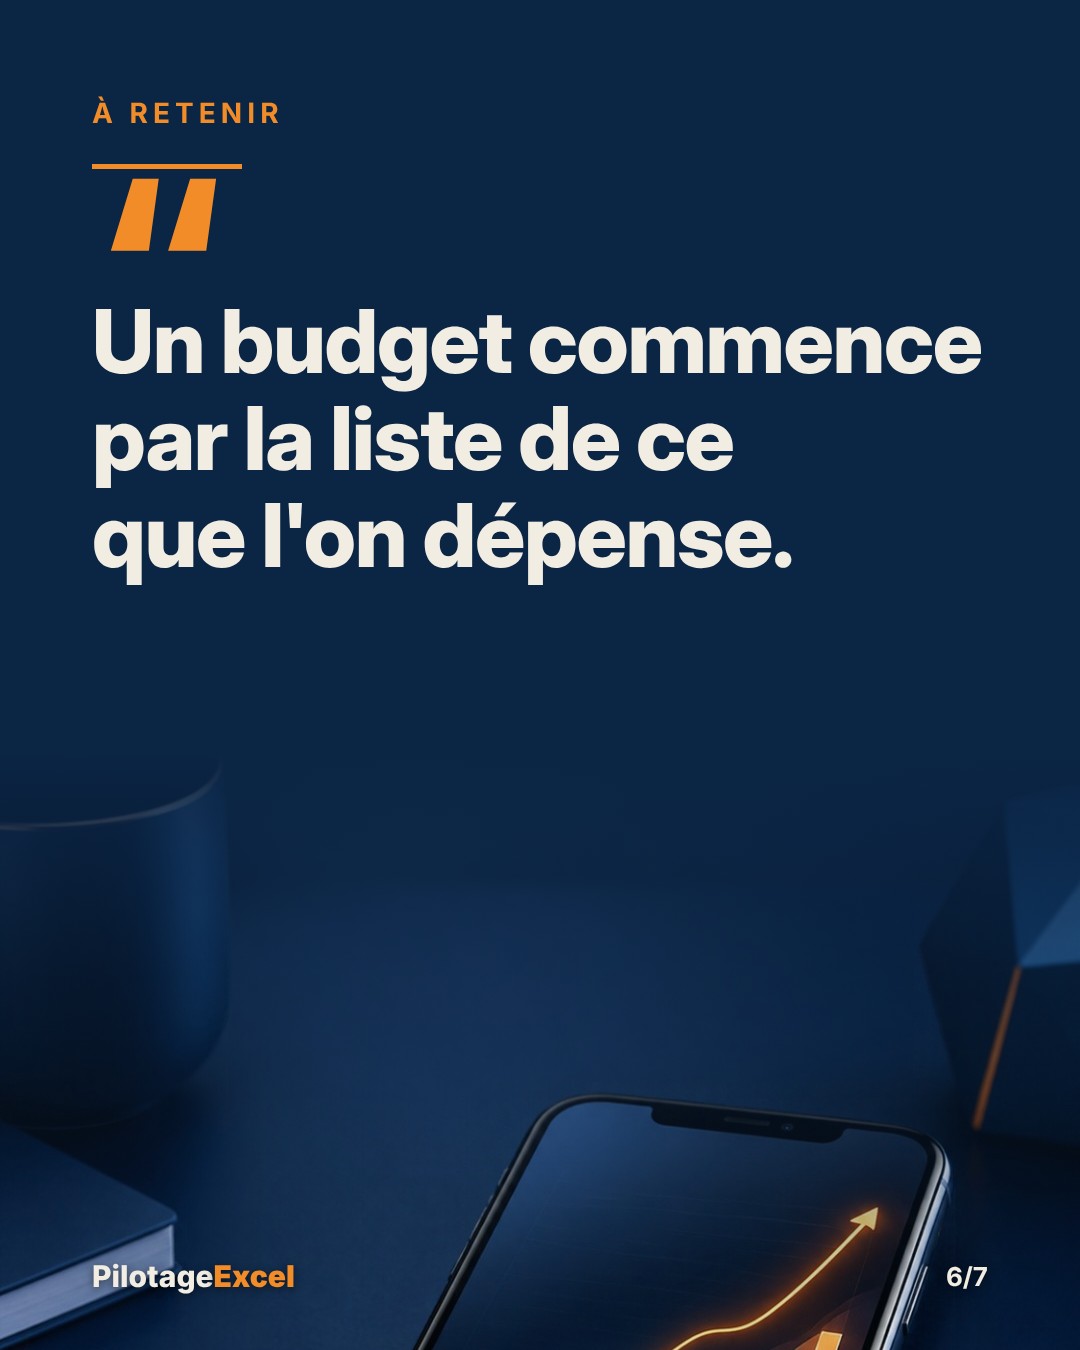 À RETENIR
"
Un budget commence
par la liste de ce
que l'on dépense.
PilotageExcel
6/7